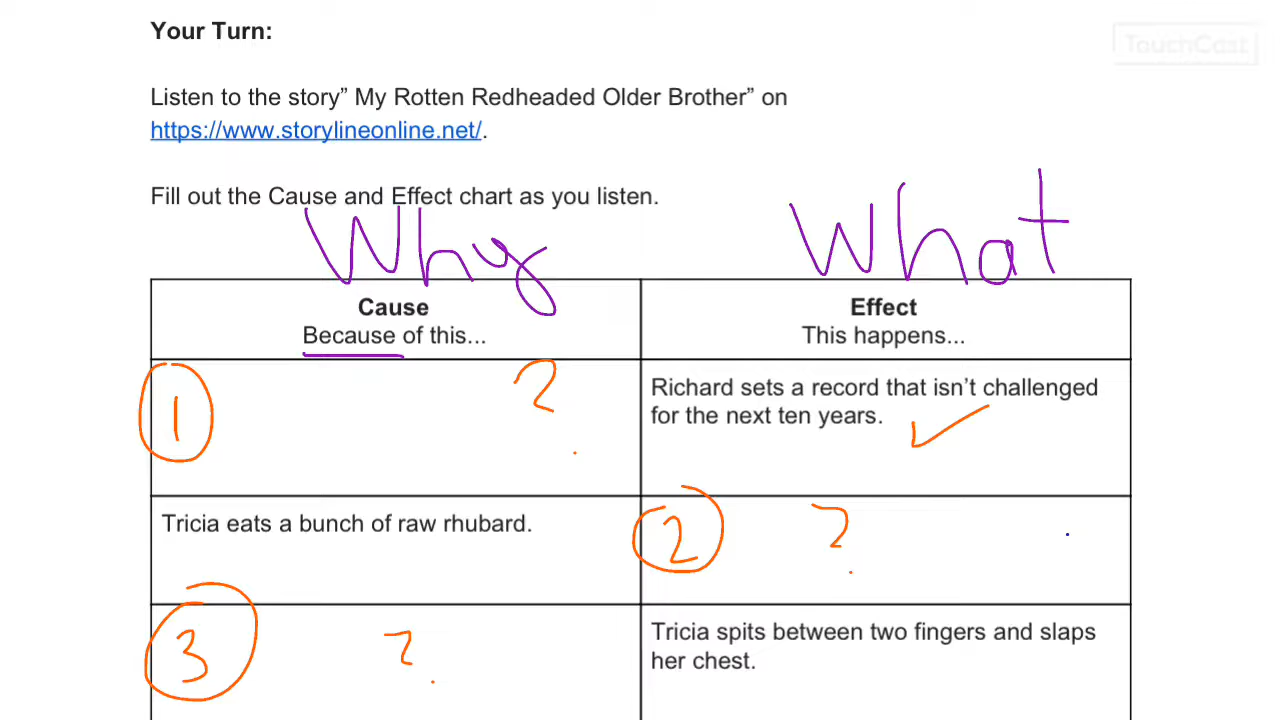 TouchCast
Your Turn:
Listen to the story” My Rotten Redheaded Older Brother” on
https://www.storylineonline.net/.
Fill out the Cause and Effect chart as you listen.
Why
What
Cause
Because of this...
Effect
This happens...
1
?
Richard sets a record that isn’t challenged
for the next ten years.
Tricia eats a bunch of raw rhubard.
2
?
3
?
Tricia spits between two fingers and slaps
her chest.